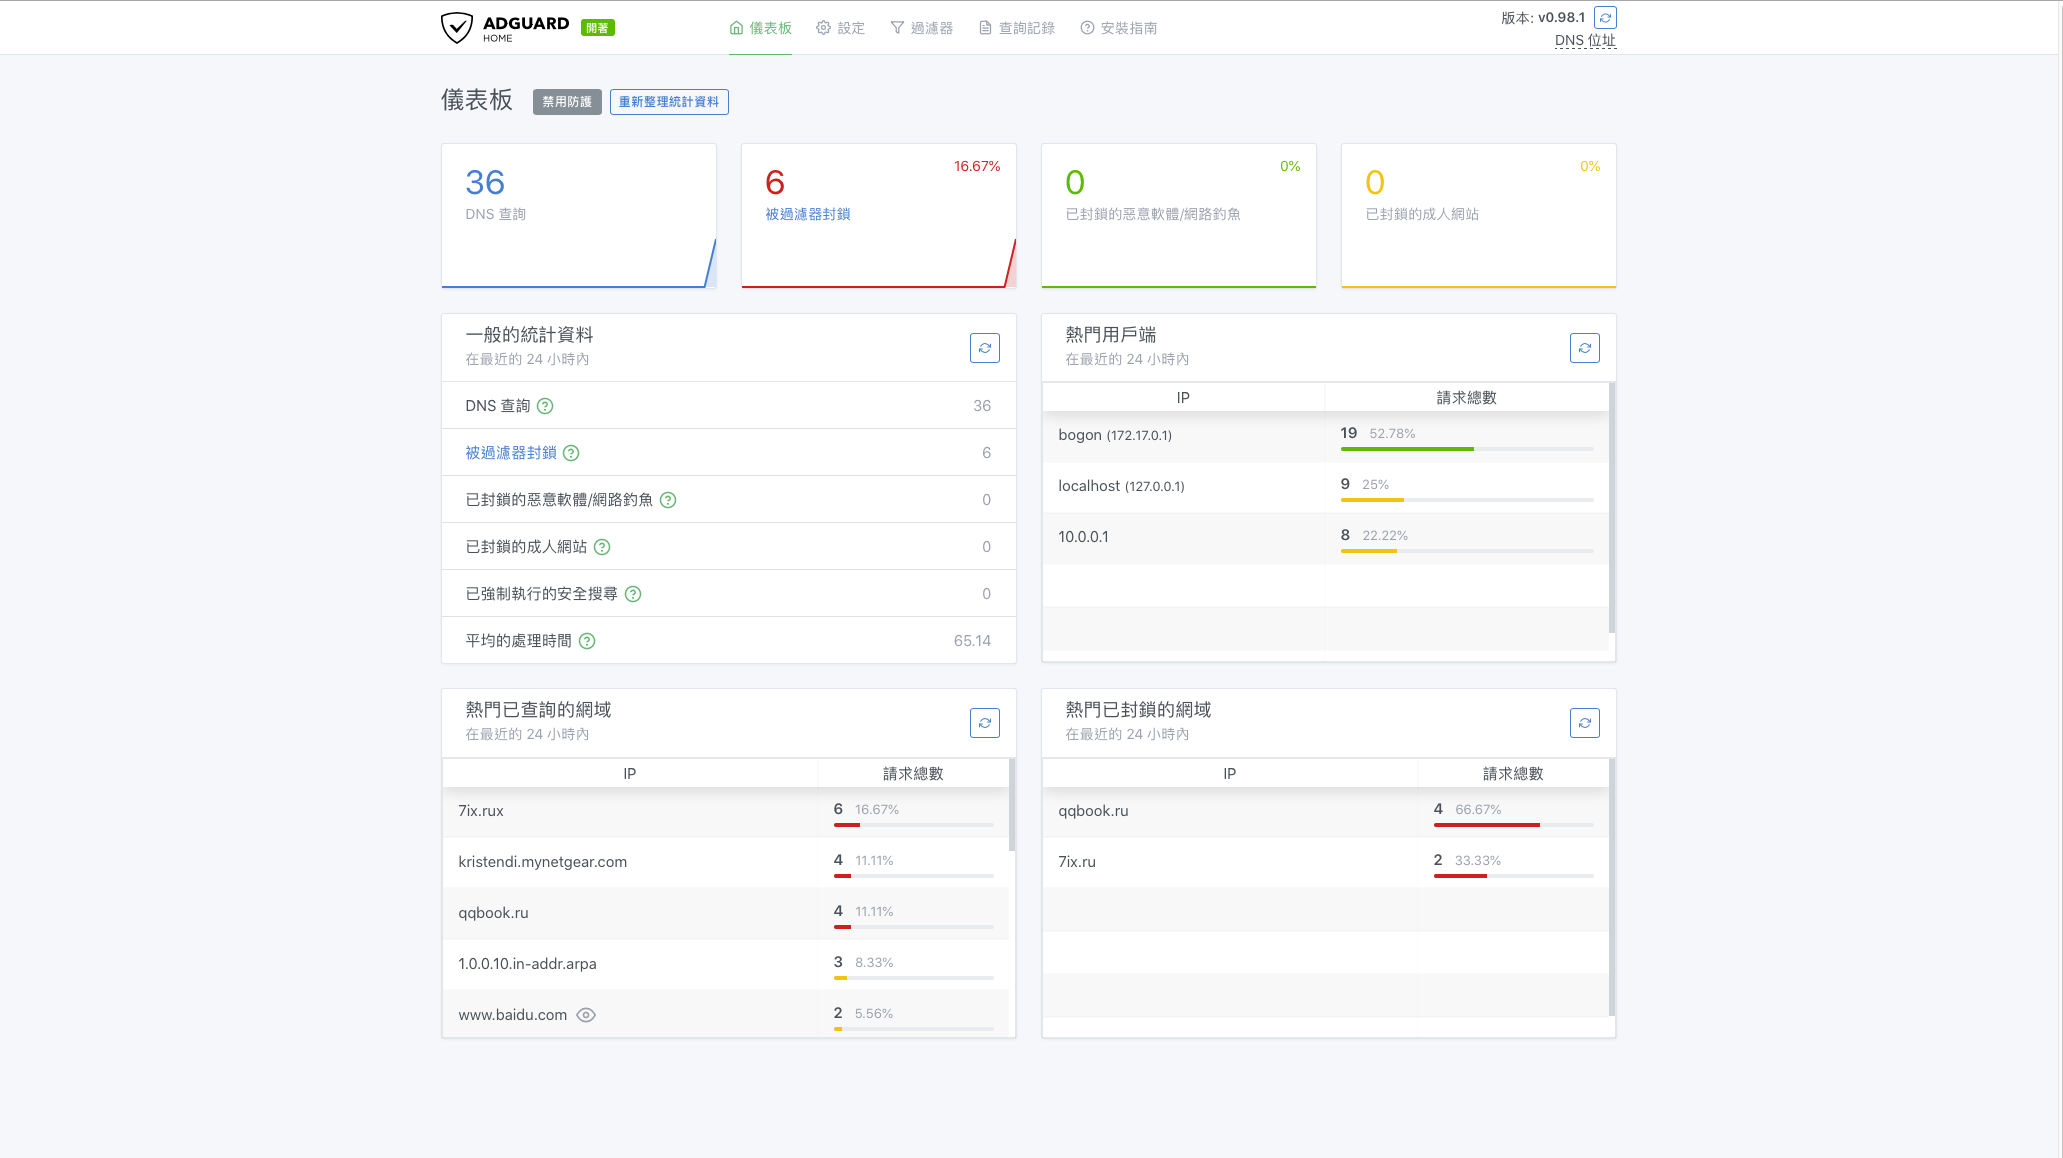 ADGUARD
HOME
開著
儀表板
設定
過濾器
查詢記錄
安裝指南
版本: v0.98.1
DNS 位址
儀表板
禁用防護
重新整理統計資料
36
DNS 查詢
6
16.67%
被過濾器封鎖
0
0%
已封鎖的惡意軟體/網路釣魚
0
0%
已封鎖的成人網站
一般的統計資料
在最近的 24 小時內
DNS 查詢 36
被過濾器封鎖 6
已封鎖的惡意軟體/網路釣魚 0
已封鎖的成人網站 0
已強制執行的安全搜尋 0
平均的處理時間 65.14
熱門用戶端
在最近的 24 小時內
IP 請求總數
bogon (172.17.0.1) 19 52.78%
localhost (127.0.0.1) 9 25%
10.0.0.1 8 22.22%
熱門已查詢的網域
在最近的 24 小時內
IP 請求總數
7ix.rux 6 16.67%
kristendi.mynetgear.com 4 11.11%
qqbook.ru 4 11.11%
1.0.0.10.in-addr.arpa 3 8.33%
www.baidu.com 2 5.56%
熱門已封鎖的網域
在最近的 24 小時內
IP 請求總數
qqbook.ru 4 66.67%
7ix.ru 2 33.33%